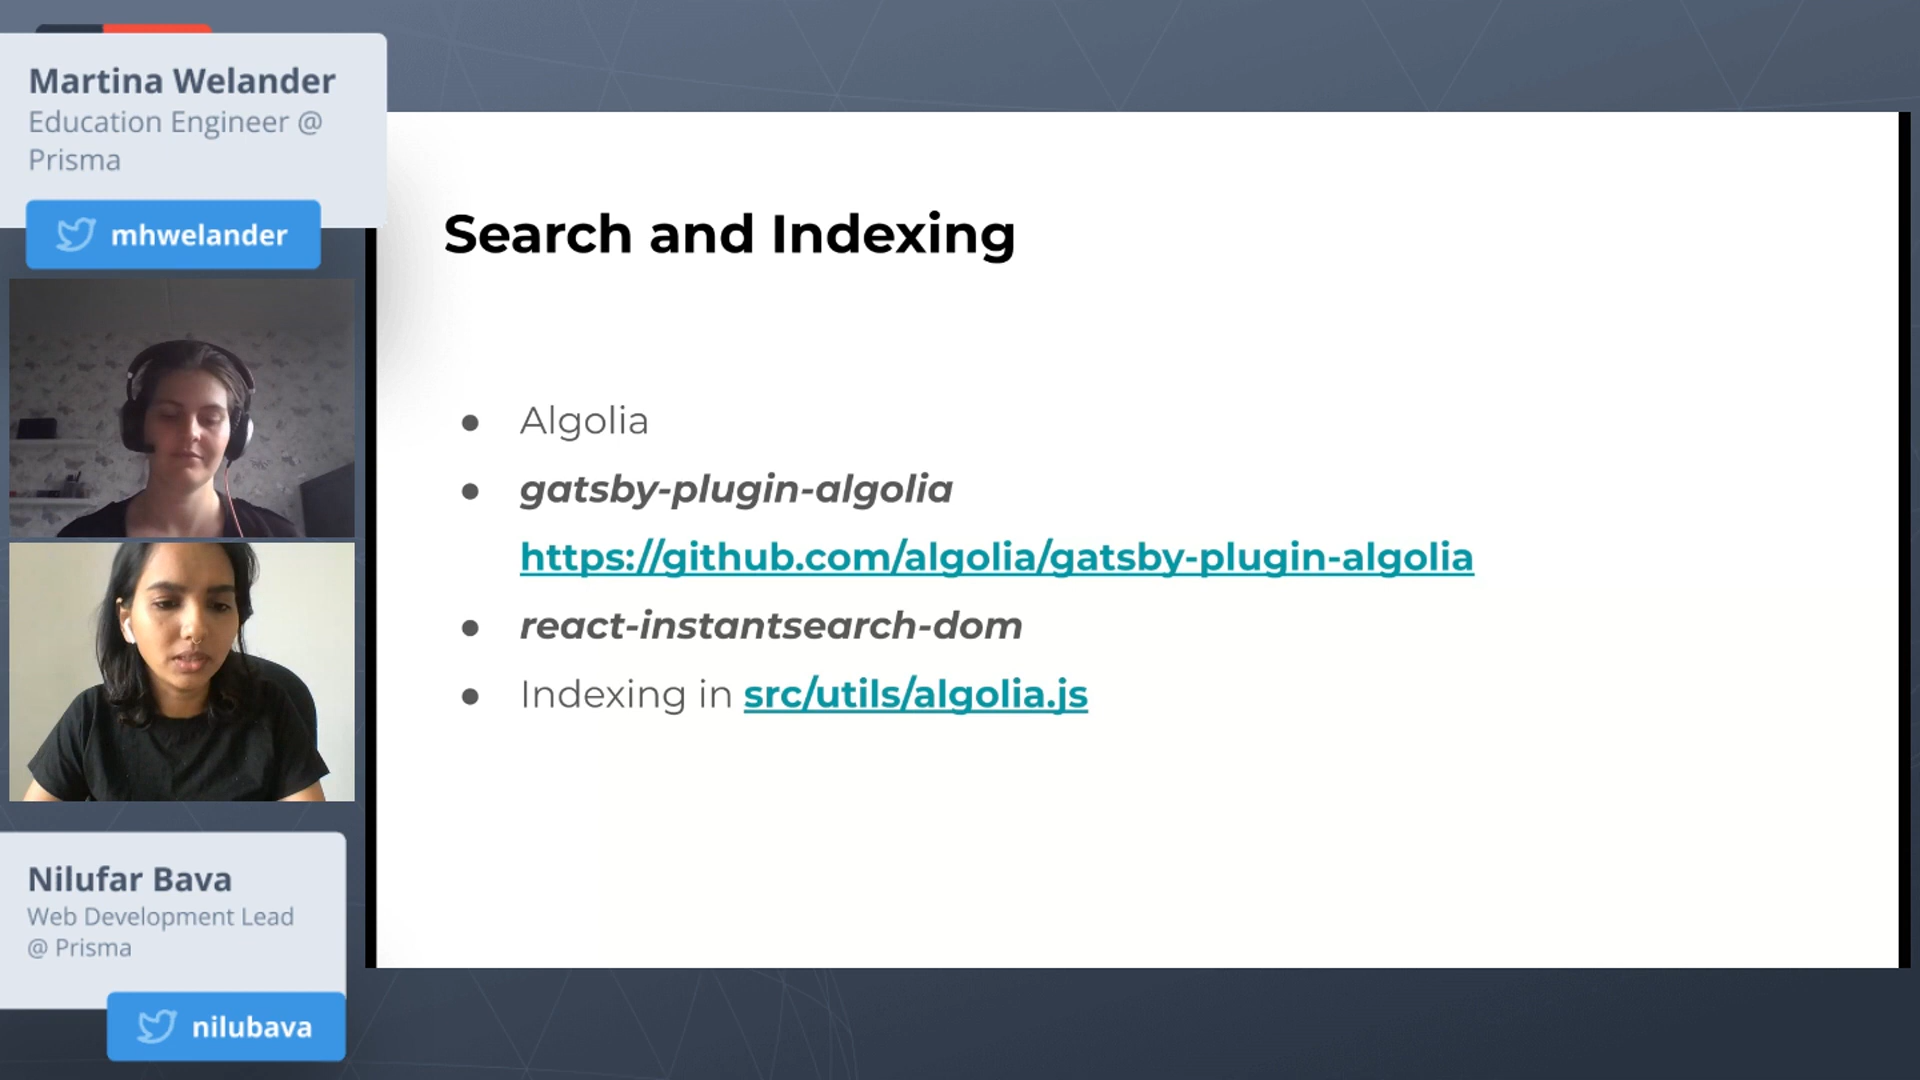 Martina Welander
Education Engineer @
Prisma
mhwelander
Search and Indexing
● Algolia
● gatsby-plugin-algolia
https://github.com/algolia/gatsby-plugin-algolia
● react-instantsearch-dom
● Indexing in src/utils/algolia.js
Nilufar Bava
Web Development Lead
@ Prisma
nilubava